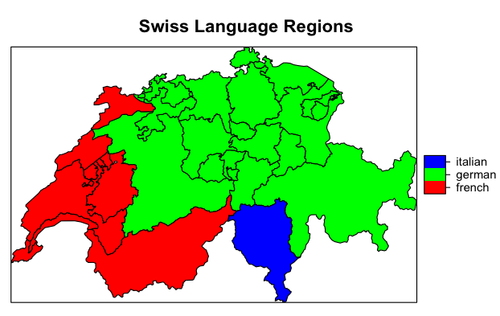 Swiss Language Regions
italian
german
french